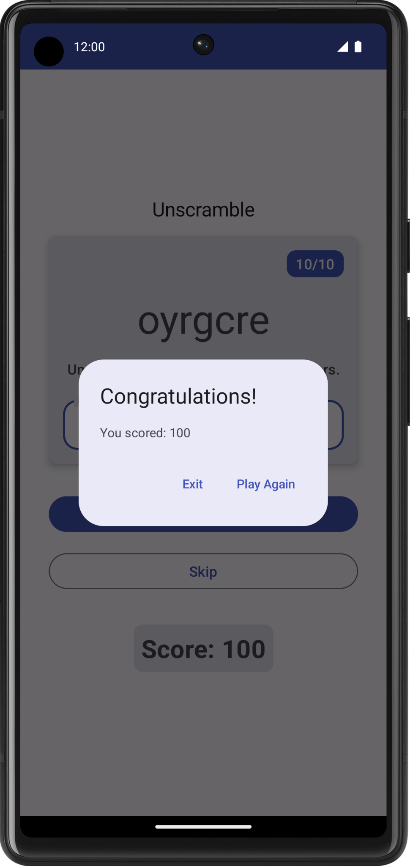 12:00
Unscramble
10/10
oyrgcre
Congratulations!
You scored: 100
Exit
Play Again
Skip
Score: 100